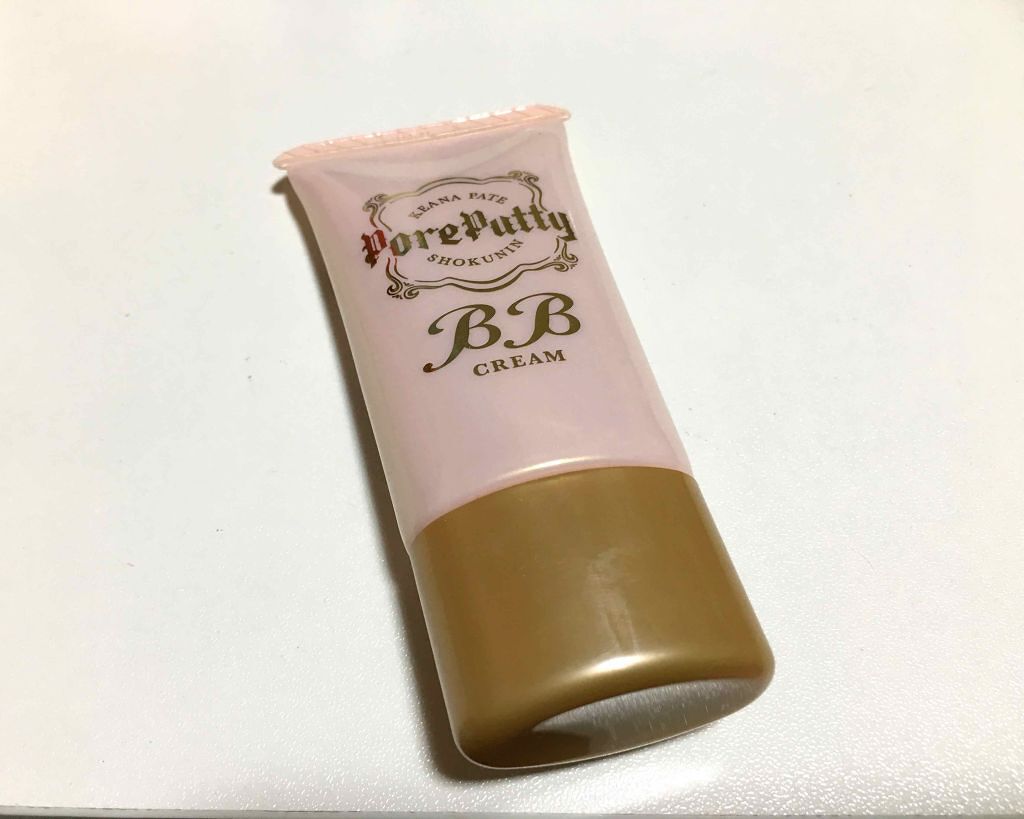 KEANA PATE
PorePutty
SHOKUNIN
BB
CREAM